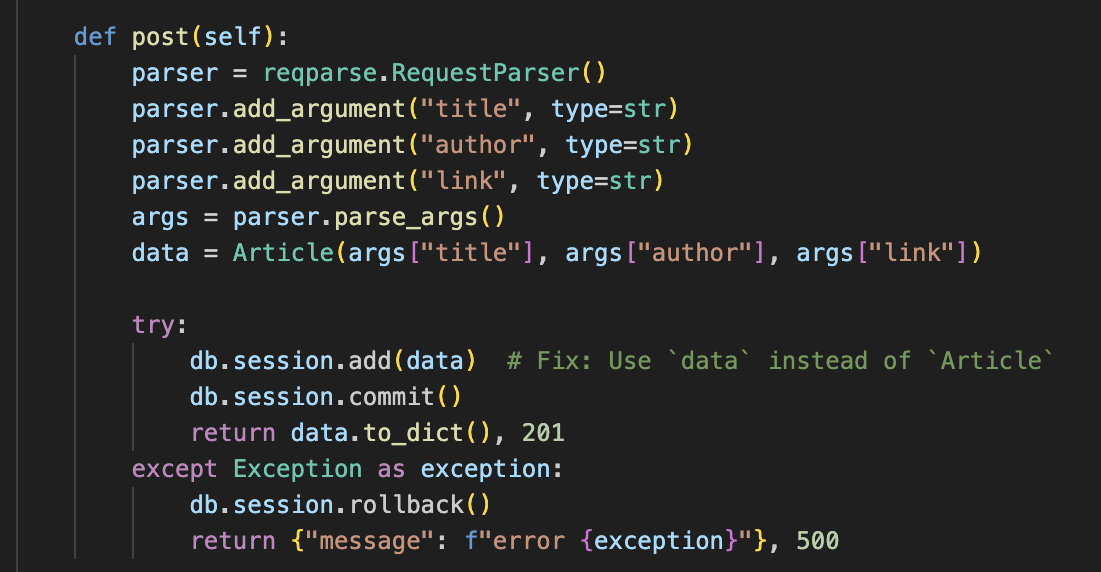 def post(self):
    parser = reqparse.RequestParser()
    parser.add_argument("title", type=str)
    parser.add_argument("author", type=str)
    parser.add_argument("link", type=str)
    args = parser.parse_args()
    data = Article(args["title"], args["author"], args["link"])

    try:
        db.session.add(data)  # Fix: Use `data` instead of `Article`
        db.session.commit()
        return data.to_dict(), 201
    except Exception as exception:
        db.session.rollback()
        return {"message": f"error {exception}"}, 500